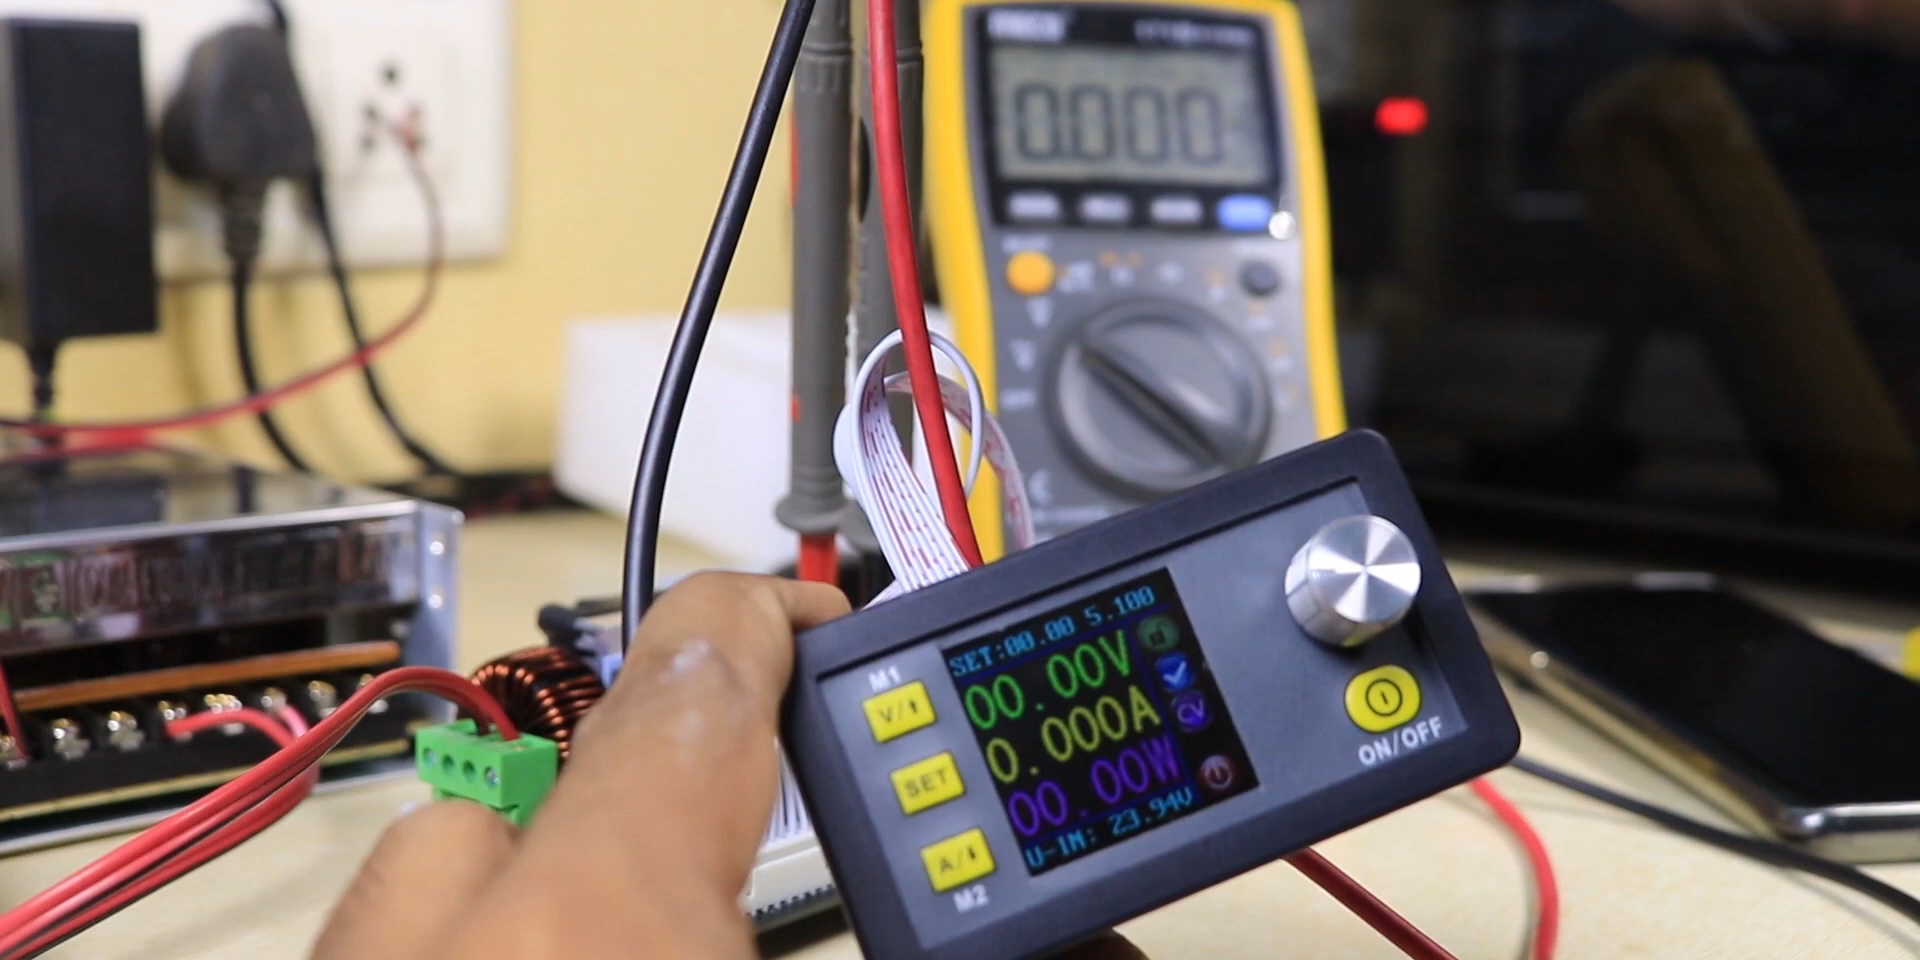 0.000
SET:00.00 5.100
00.00V
0.000A
CV
00.00W
U-IN: 23.94V
M1
V/⬆
SET
A/⬇
M2
ON/OFF